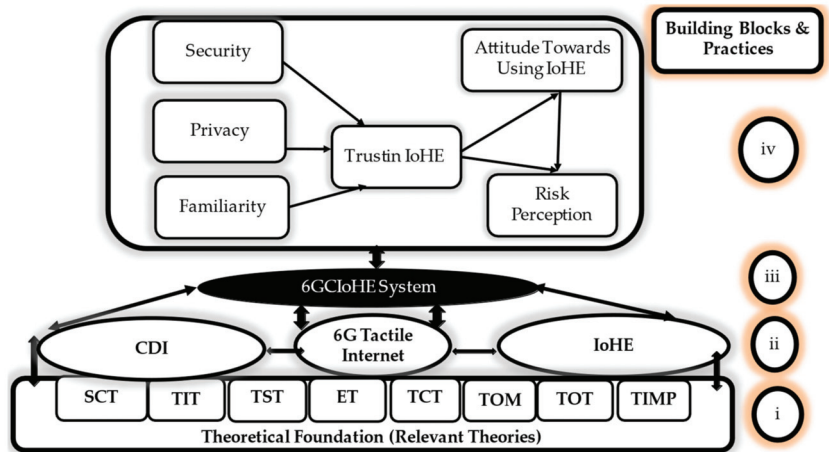 Security
Attitude Towards
Using IoHE
Building Blocks &
Practices
Privacy
Trustin IoHE
iv
Familiarity
Risk
Perception
6GCIoHE System
iii
CDI
6G Tactile
Internet
IoHE
ii
SCT
TIT
TST
ET
TCT
TOM
TOT
TIMP
i
Theoretical Foundation (Relevant Theories)